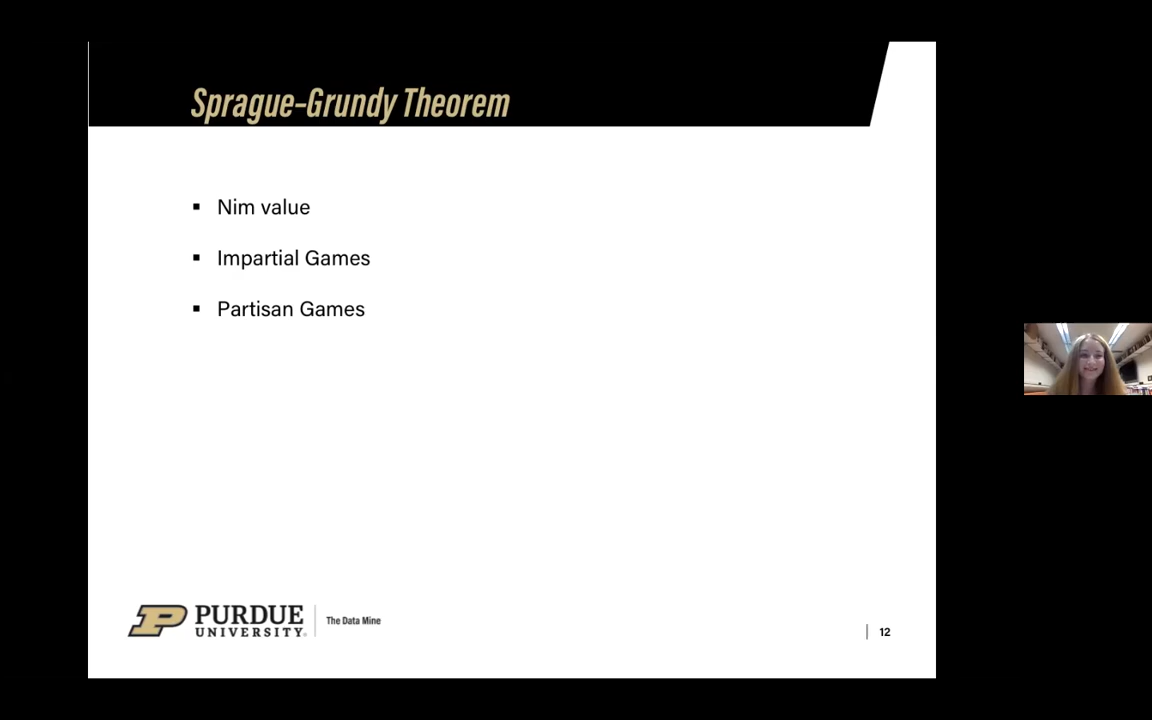 Sprague-Grundy Theorem
▪ Nim value
▪ Impartial Games
▪ Partisan Games
PURDUE
UNIVERSITY®
The Data Mine
12